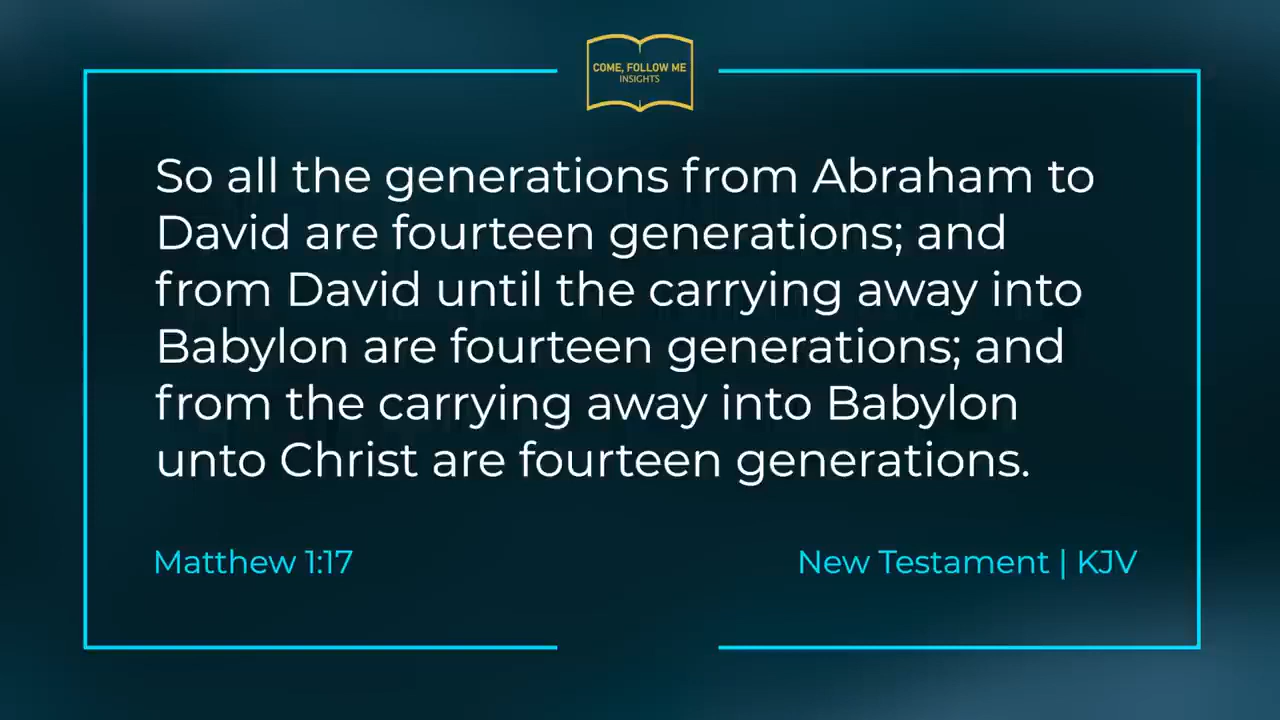 COME, FOLLOW ME
INSIGHTS
So all the generations from Abraham to
David are fourteen generations; and
from David until the carrying away into
Babylon are fourteen generations; and
from the carrying away into Babylon
unto Christ are fourteen generations.
Matthew 1:17
New Testament | KJV